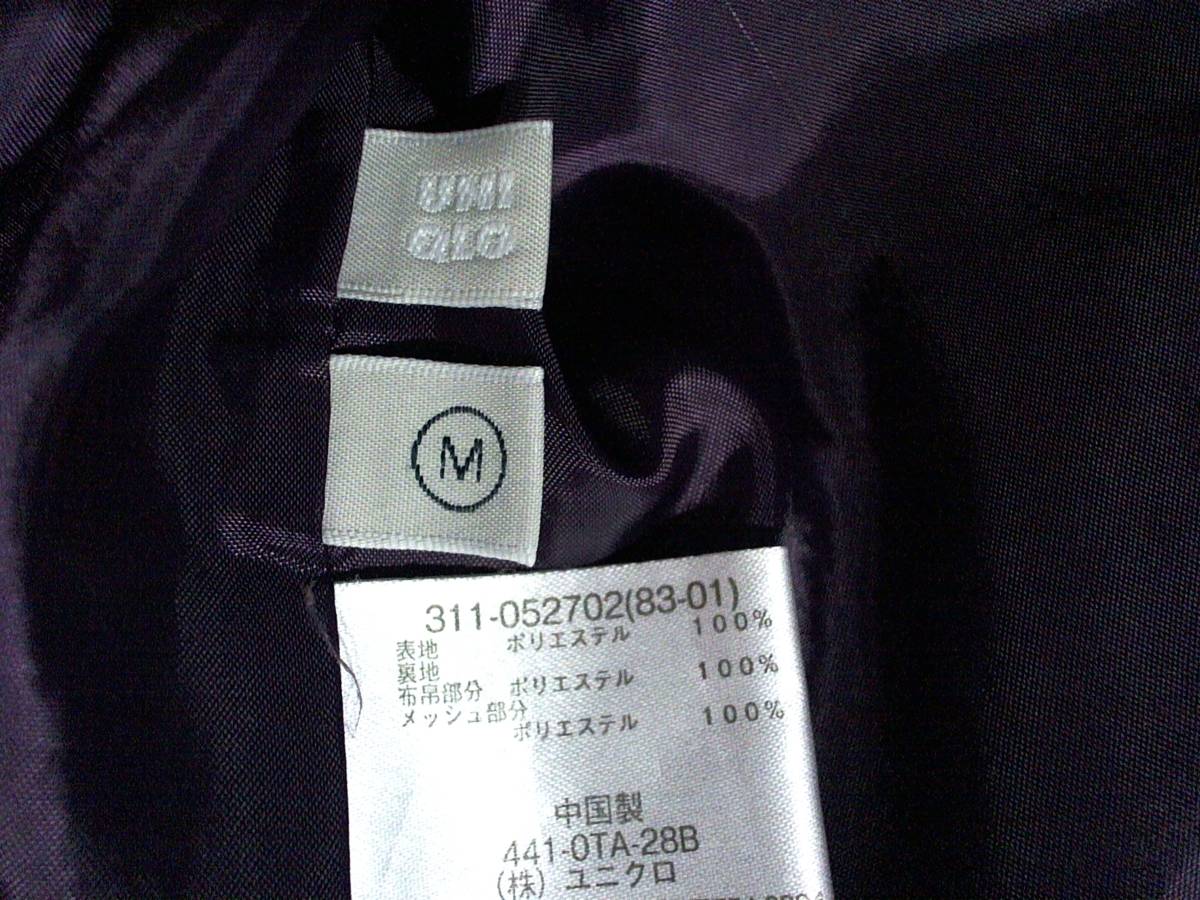 UNI
QLO
M
311-052702(83-01)
表地 ポリエステル 100%
裏地
布吊部分 ポリエステル 100%
メッシュ部分
ポリエステル 100%
中国製
441-0TA-28B
(株) ユニクロ